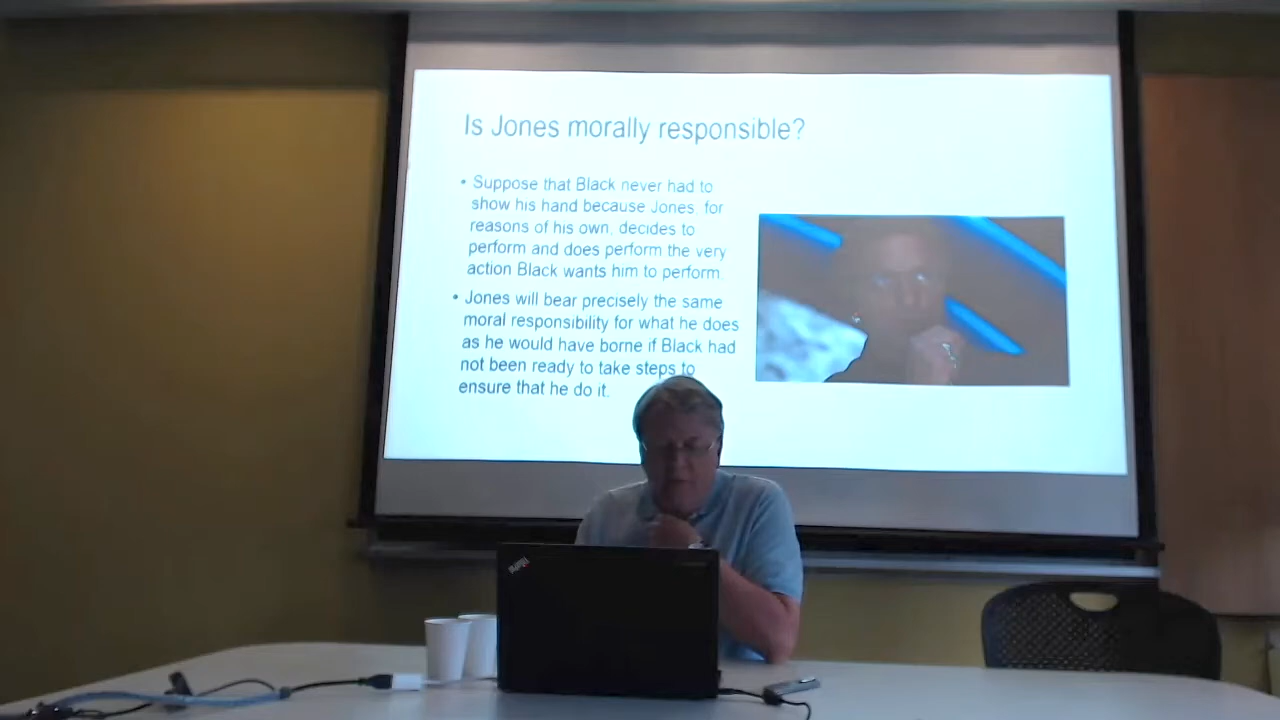 Is Jones morally responsible?
• Suppose that Black never had to
show his hand because Jones, for
reasons of his own, decides to
perform and does perform the very
action Black wants him to perform.
• Jones will bear precisely the same
moral responsibility for what he does
as he would have borne if Black had
not been ready to take steps to
ensure that he do it.
ThinkPad